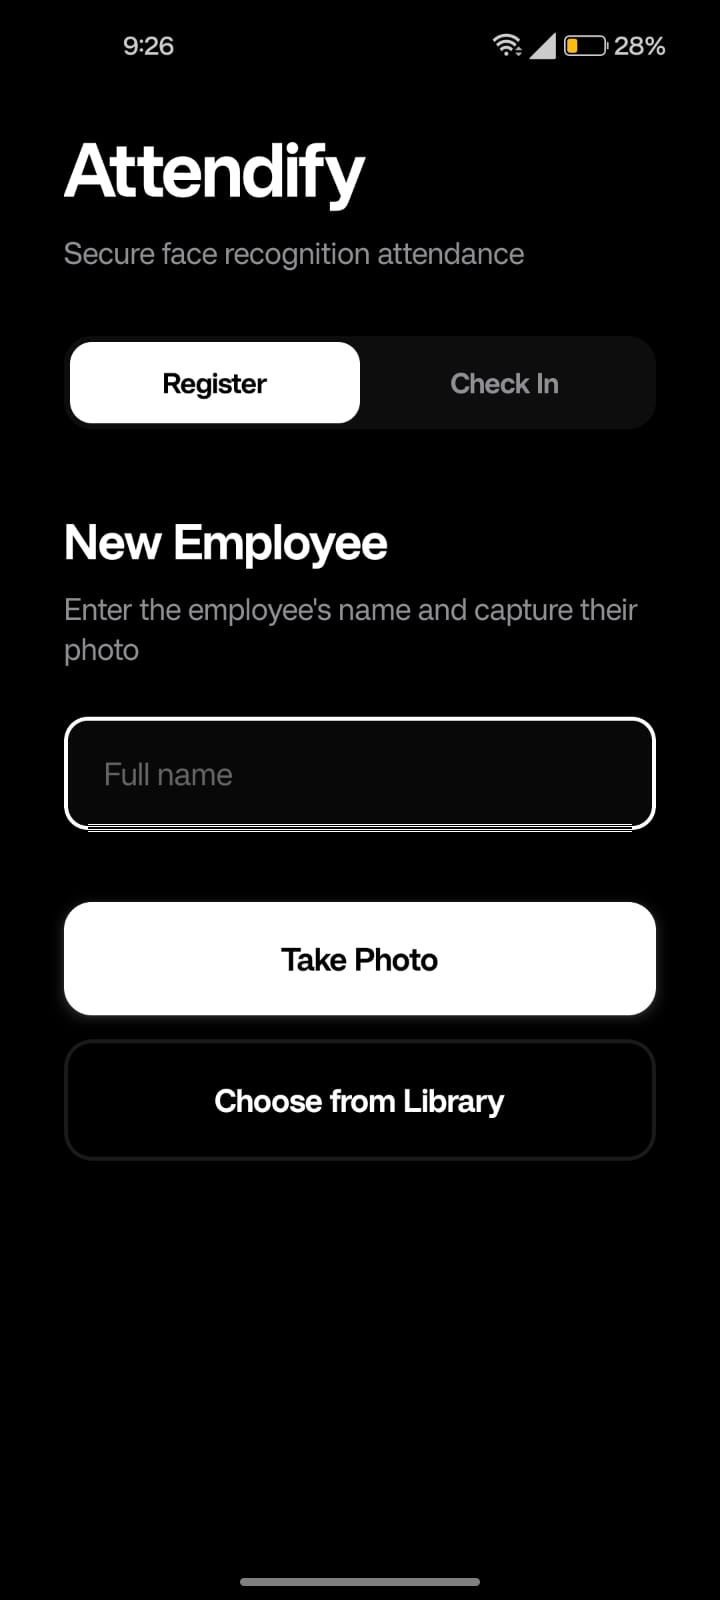 9:26
28%
Attendify
Secure face recognition attendance
Register
Check In
New Employee
Enter the employee's name and capture their
photo
Full name
Take Photo
Choose from Library